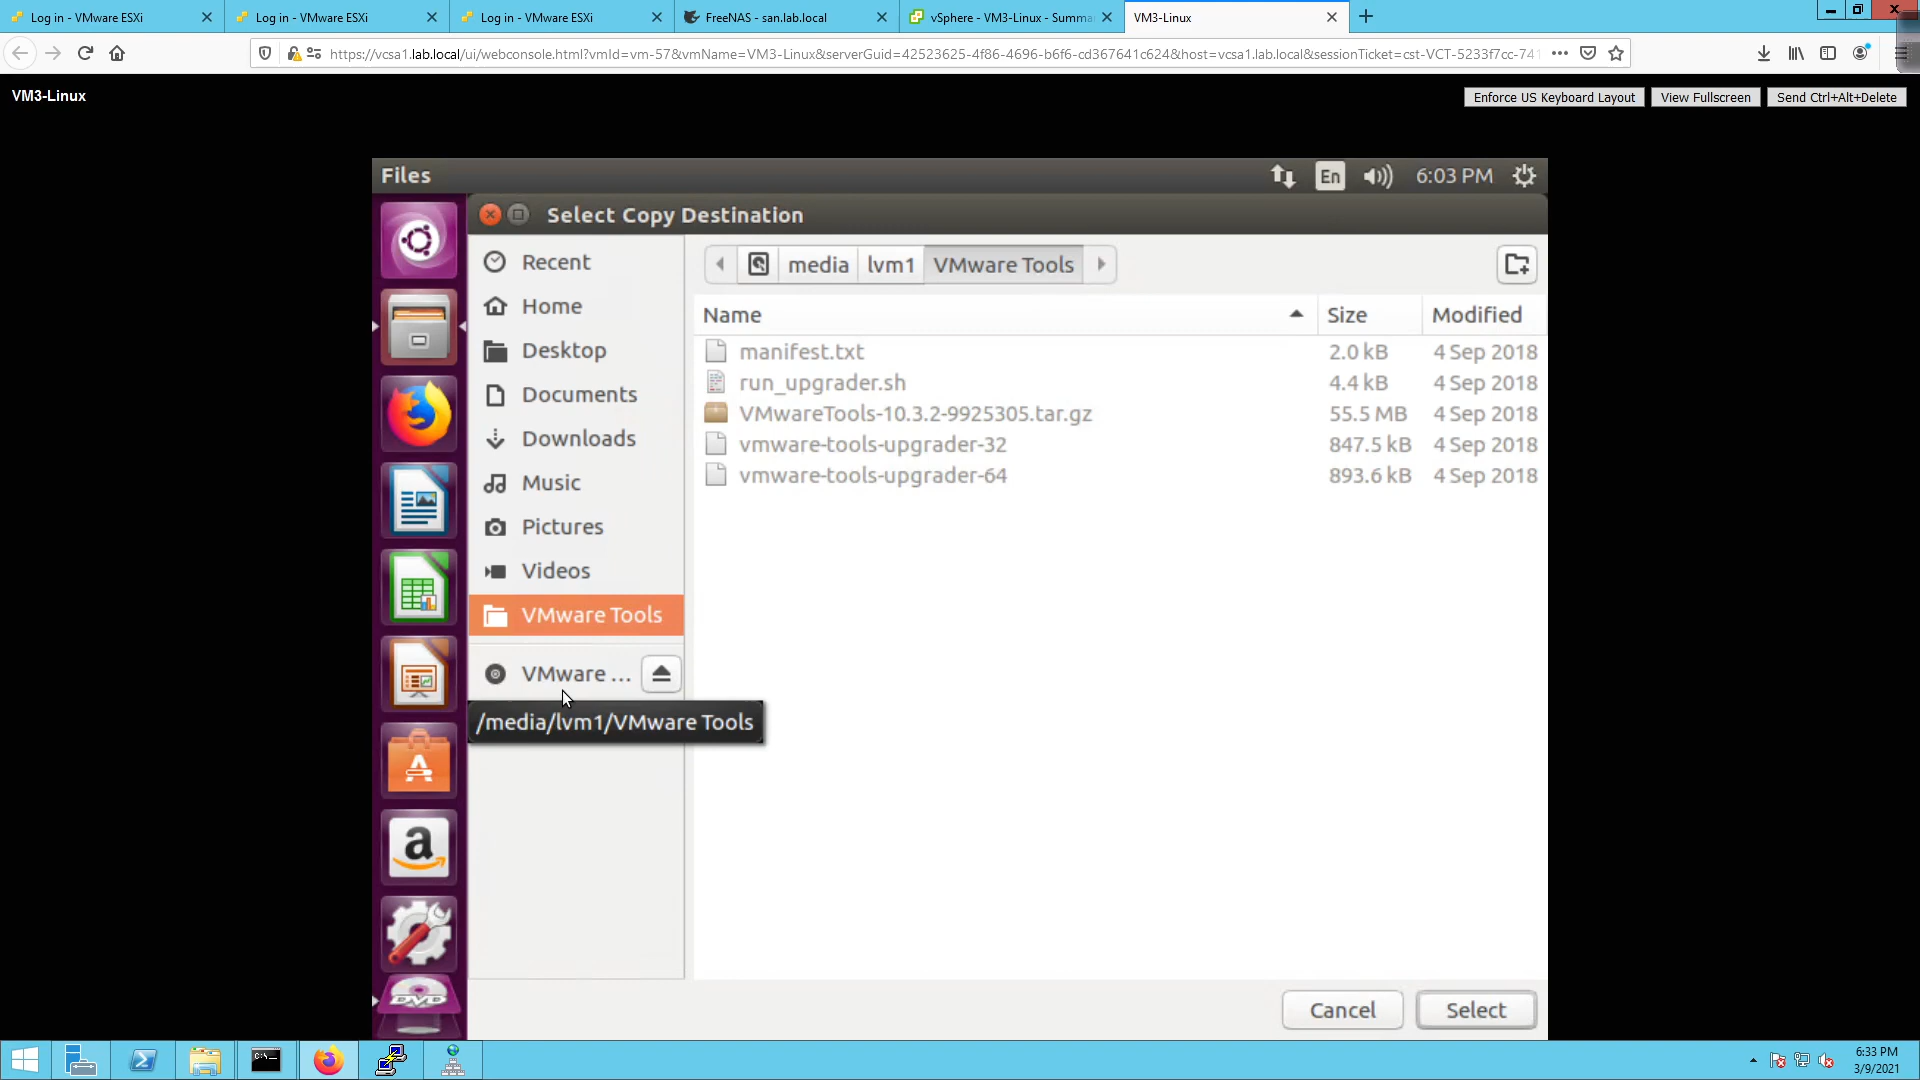 Log in - VMware ESXi
Log in - VMware ESXi
Log in - VMware ESXi
FreeNAS - san.lab.local
vSphere - VM3-Linux - Summa
VM3-Linux
https://vcsa1.lab.local/ui/webconsole.html?vmId=vm-57&vmName=VM3-Linux&serverGuid=42523625-4f86-4696-b6f6-cd367641c624&host=vcsa1.lab.local&sessionTicket=cst-VCT-5233f7cc-741
VM3-Linux
Enforce US Keyboard Layout
View Fullscreen
Send Ctrl+Alt+Delete
Files
En
6:03 PM
Select Copy Destination
Recent
Home
Desktop
Documents
Downloads
Music
Pictures
Videos
VMware Tools
VMware ...
/media/lvm1/VMware Tools
media
lvm1
VMware Tools
Name Size Modified
manifest.txt 2.0 kB 4 Sep 2018
run_upgrader.sh 4.4 kB 4 Sep 2018
VMwareTools-10.3.2-9925305.tar.gz 55.5 MB 4 Sep 2018
vmware-tools-upgrader-32 847.5 kB 4 Sep 2018
vmware-tools-upgrader-64 893.6 kB 4 Sep 2018
DVD
Cancel
Select
6:33 PM
3/9/2021